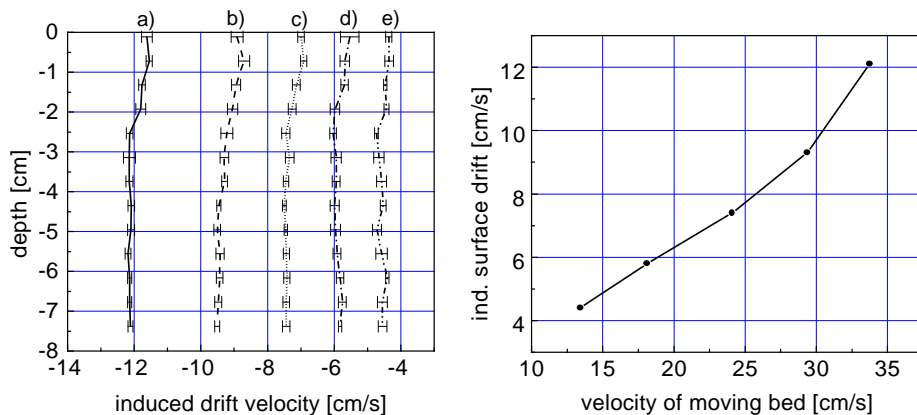 a) b) c) d) e)
0
-1
-2
-3
-4
-5
-6
-7
-8
depth [cm]
-14 -12 -10 -8 -6 -4
induced drift velocity [cm/s]
12
10
8
6
4
ind. surface drift [cm/s]
10 15 20 25 30 35
velocity of moving bed [cm/s]